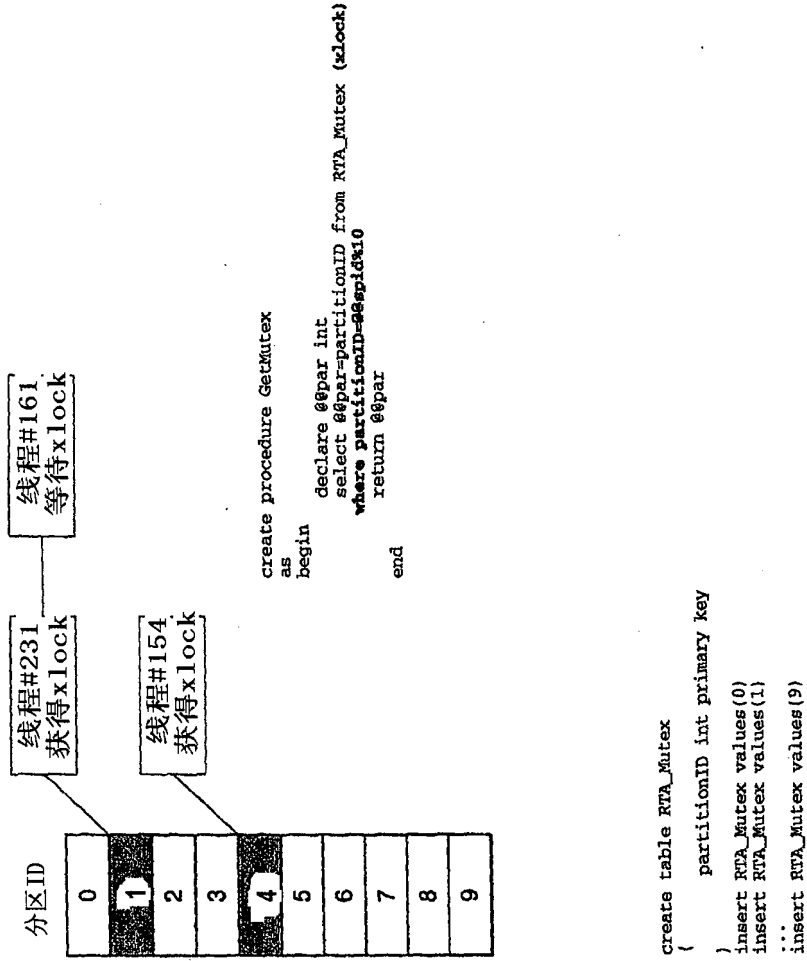 分区ID
0
1
2
3
4
5
6
7
8
9
线程#231
获得xlock
线程#161
等待xlock
线程#154
获得xlock
create procedure GetMutex
as
begin
declare @@par int
select @@par=partitionID from RTA_Mutex (xlock)
where partitionID=@@spid%10
return @@par
end
create table RTA_Mutex
(
partitionID int primary key
)
insert RTA_Mutex values(0)
insert RTA_Mutex values(1)
...
insert RTA_Mutex values(9)